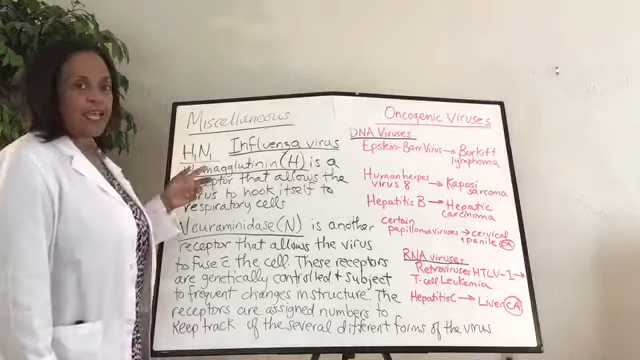 Miscellaneous
H1N1 Influenza virus
Hemagglutinin (H) is a
receptor that allows the
virus to hook itself to
respiratory cells
Neuraminidase (N) is another
receptor that allows the virus
to Fuse c̄ the cell. These receptors
are genetically controlled + subject
to frequent changes in structure. The
receptors are assigned numbers to
Keep track of the several different forms of the virus
Oncogenic Viruses
DNA Viruses
Epstein-Barr Virus → Burkitt
lymphoma
Human herpes
virus 8 → Kaposi
sarcoma
Hepatitis B → Hepatic
carcinoma
certain
papillomaviruses → cervical
+ penile CA
RNA viruses
Retroviruses HTLV-1 →
T-cell Leukemia
Hepatitis C → Liver CA